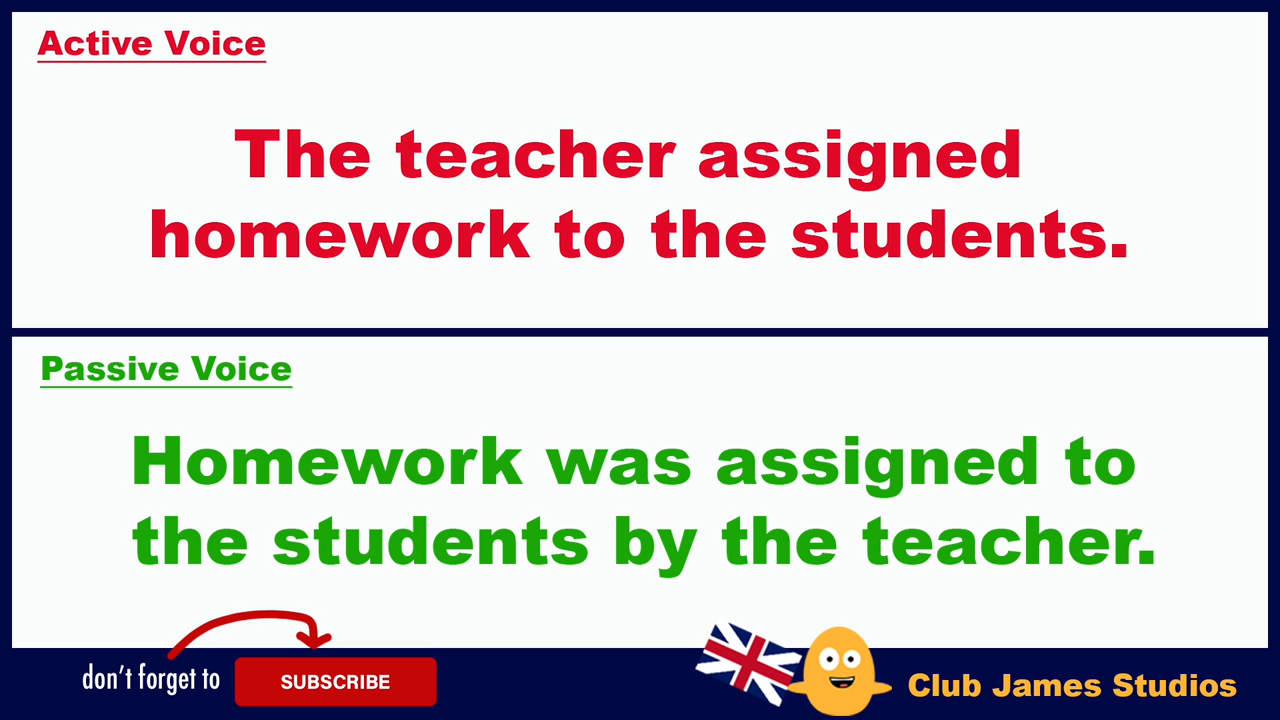 Active Voice
The teacher assigned
homework to the students.
Passive Voice
Homework was assigned to
the students by the teacher.
don't forget to
SUBSCRIBE
Club James Studios